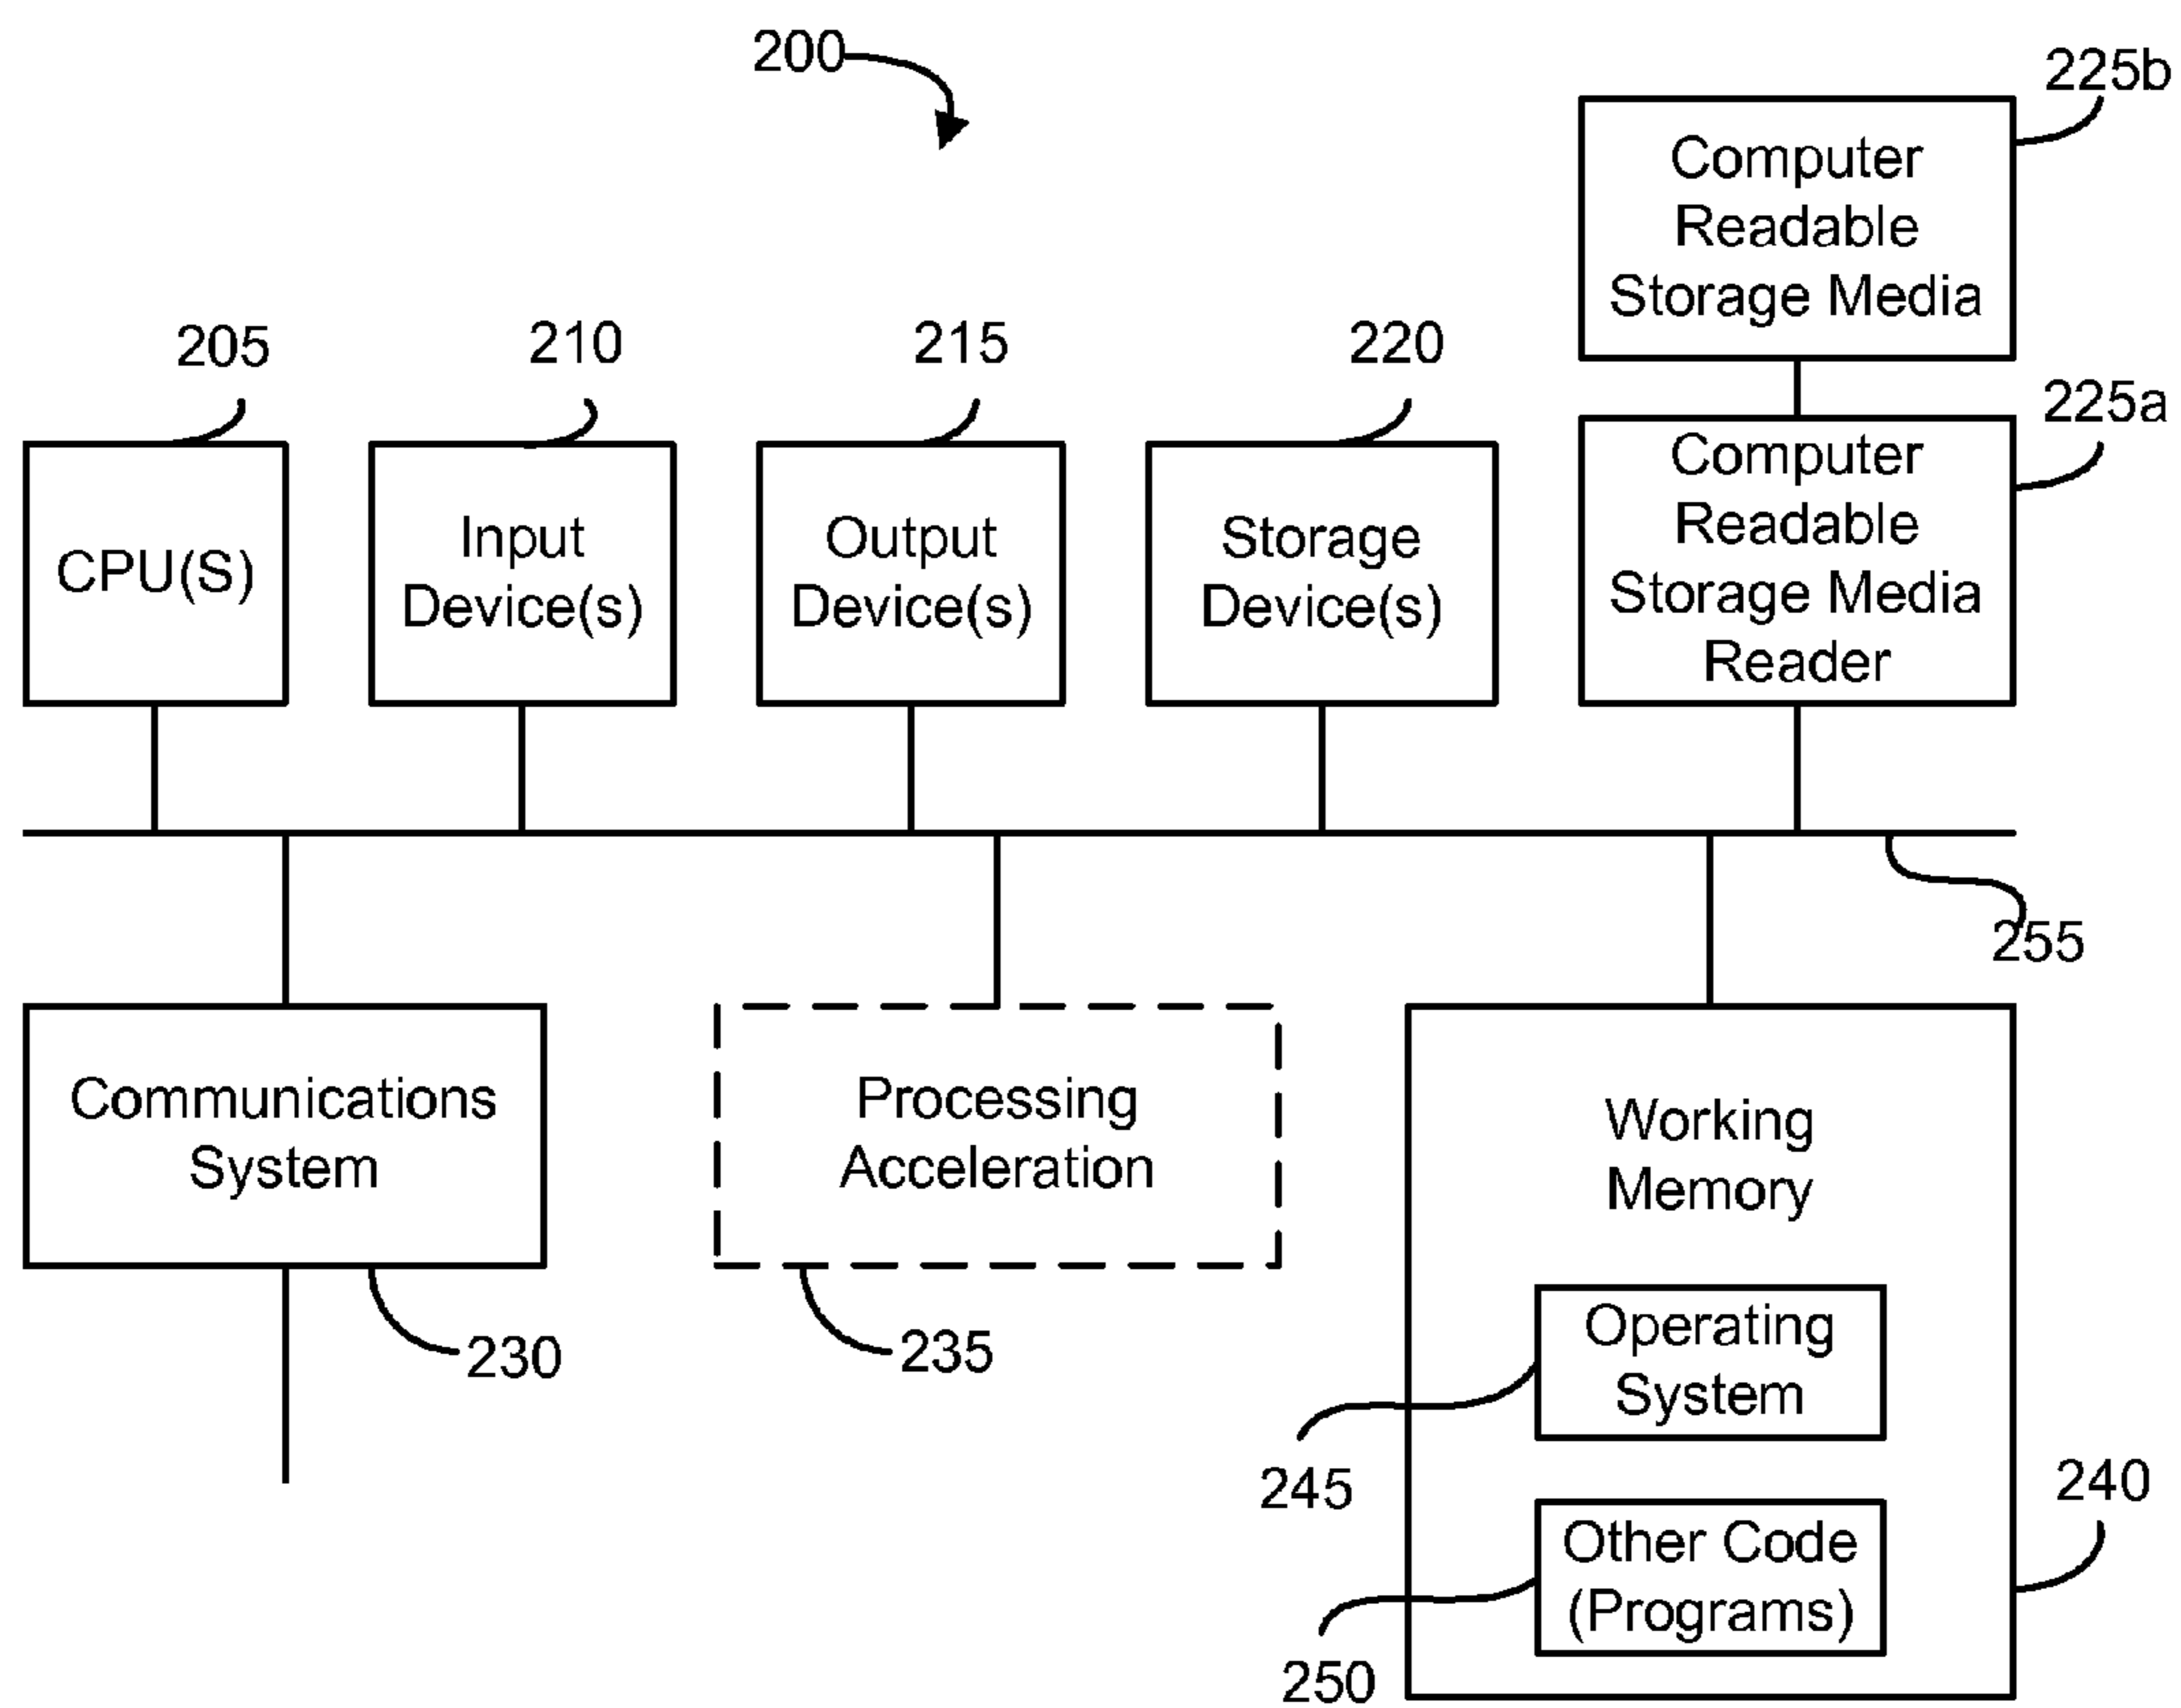 200
225b
Computer
Readable
Storage Media
205
210
215
220
225a
CPU(S)
Input
Device(s)
Output
Device(s)
Storage
Device(s)
Computer
Readable
Storage Media
Reader
255
Communications
System
230
Processing
Acceleration
235
Working
Memory
Operating
System
245
240
Other Code
(Programs)
250